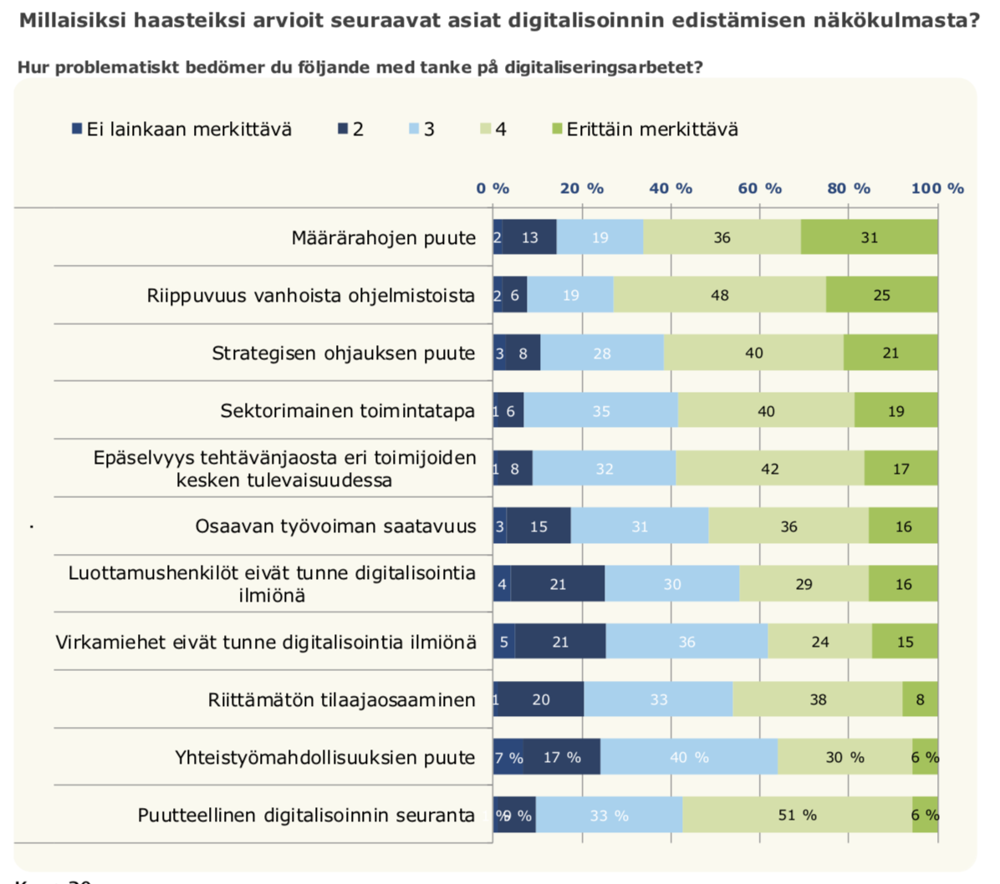 Millaisiksi haasteiksi arvioit seuraavat asiat digitalisoinnin edistämisen näkökulmasta?
Hur problematiskt bedömer du följande med tanke på digitaliseringsarbetet?
Ei lainkaan merkittävä 2 3 4 Erittäin merkittävä
0 % 20 % 40 % 60 % 80 % 100 %
Määrärahojen puute 2 13 19 36 31
Riippuvuus vanhoista ohjelmistoista 2 6 19 48 25
Strategisen ohjauksen puute 3 8 28 40 21
Sektorimainen toimintatapa 1 6 35 40 19
Epäselvyys tehtävänjaosta eri toimijoiden
kesken tulevaisuudessa 1 8 32 42 17
Osaavan työvoiman saatavuus 3 15 31 36 16
Luottamushenkilöt eivät tunne digitalisointia
ilmiönä 4 21 30 29 16
Virkamiehet eivät tunne digitalisointia ilmiönä 5 21 36 24 15
Riittämätön tilaajaosaaminen 1 20 33 38 8
Yhteistyömahdollisuuksien puute 7 % 17 % 40 % 30 % 6 %
Puutteellinen digitalisoinnin seuranta 1 % 9 % 33 % 51 % 6 %